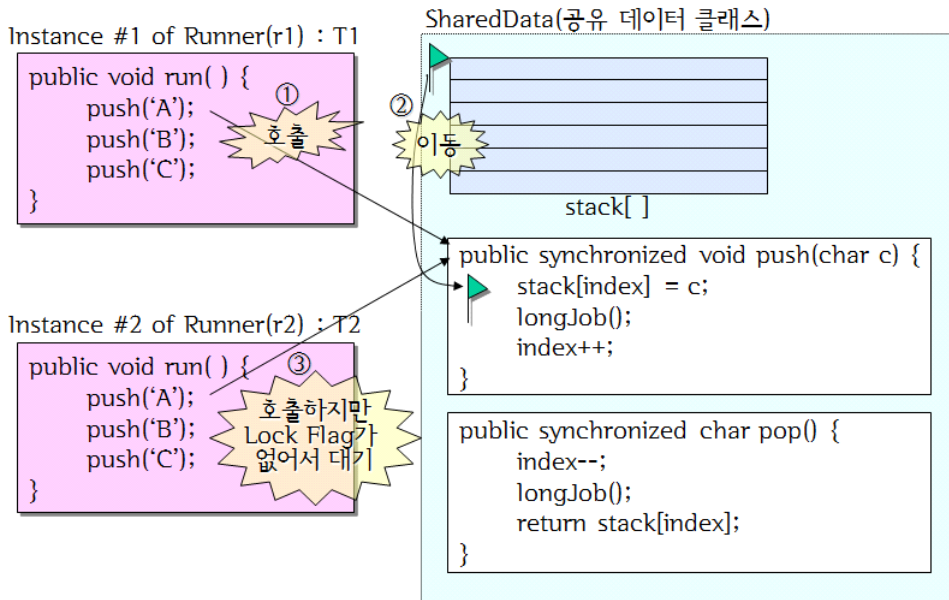 Instance #1 of Runner(r1) : T1
public void run( ) {
push(‘A’);
push(‘B’);
push(‘C’);
}
①
호출
Instance #2 of Runner(r2) : T2
public void run( ) {
push(‘A’);
push(‘B’);
push(‘C’);
}
③
호출하지만
Lock Flag가
없어서 대기
SharedData(공유 데이터 클래스)
②
이동
stack[ ]
public synchronized void push(char c) {
stack[index] = c;
longJob();
index++;
}
public synchronized char pop() {
index--;
longJob();
return stack[index];
}